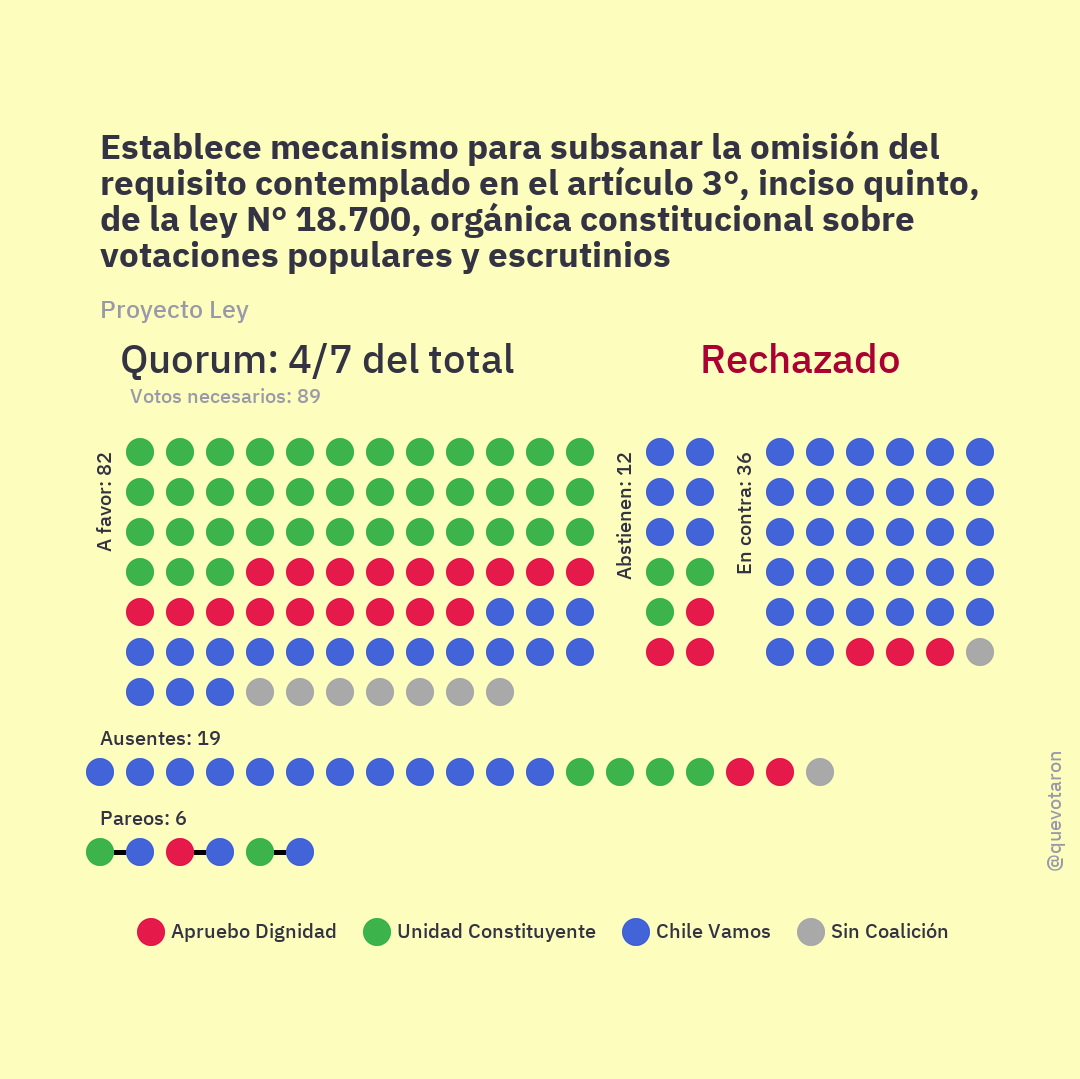 Establece mecanismo para subsanar la omisión del
requisito contemplado en el artículo 3°, inciso quinto,
de la ley N° 18.700, orgánica constitucional sobre
votaciones populares y escrutinios
Proyecto Ley
Quorum: 4/7 del total
Rechazado
Votos necesarios: 89
A favor: 82
Abstienen: 12
En contra: 36
Ausentes: 19
Pareos: 6
@quevotaron
Apruebo Dignidad
Unidad Constituyente
Chile Vamos
Sin Coalición